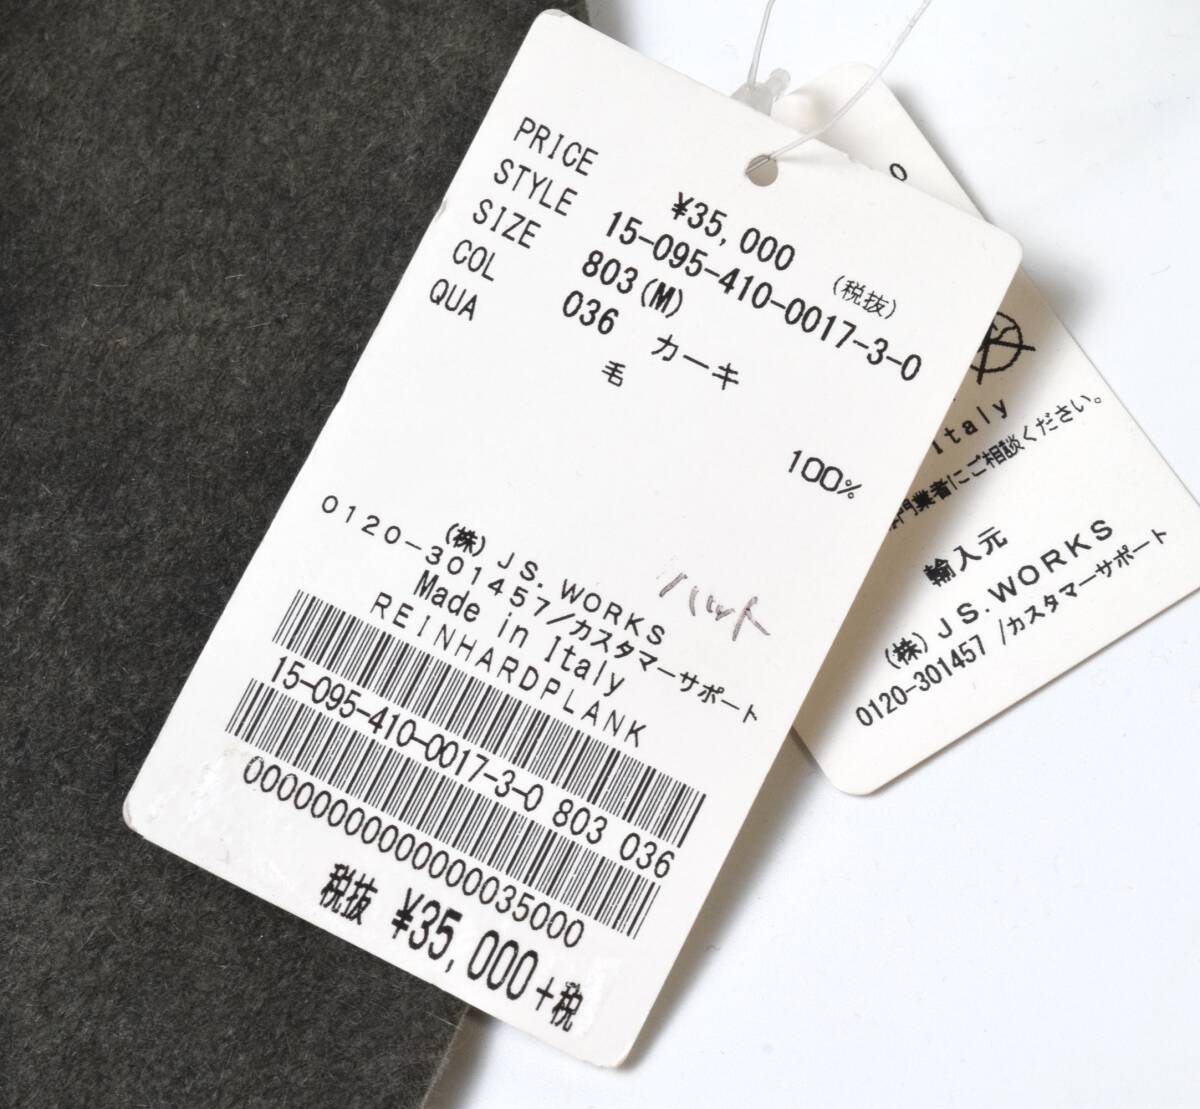 PRICE ¥35,000 (税抜)
STYLE 15-095-410-0017-3-0
SIZE 803(M)
COL 036 カーキ
QUA 毛 100%
ハット
(株)JS.WORKS
0120-301457/カスタマーサポート
Made in Italy
REINHARDPLANK
15-095-410-0017-3-0 803 036
0000000000000035000
税抜 ¥35,000+税
Italy
門業者にご相談ください。
輸入元
(株)JS.WORKS
0120-301457 /カスタマーサポート